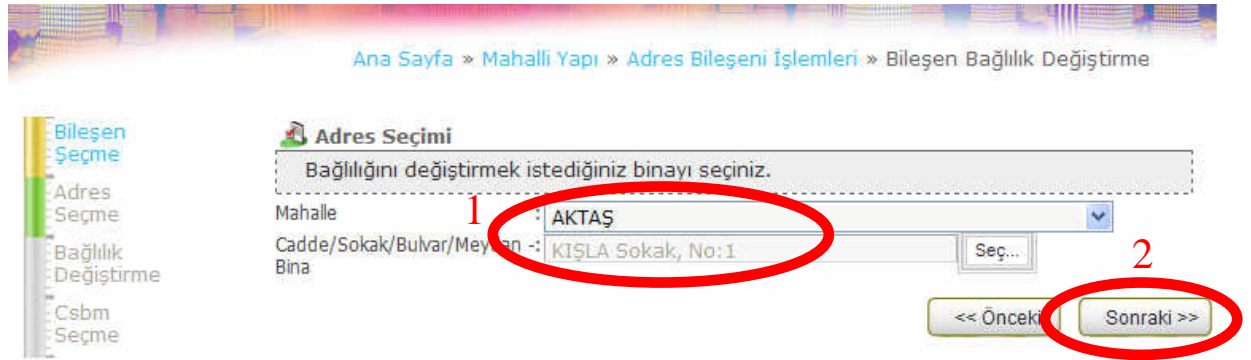 Ana Sayfa » Mahalli Yapı » Adres Bileşeni İşlemleri » Bileşen Bağlılık Değiştirme
Bileşen
Seçme
Adres
Seçme
Bağlılık
Değiştirme
Csbm
Seçme
Adres Seçimi
Bağlılığını değiştirmek istediğiniz binayı seçiniz.
Mahalle : AKTAŞ
1
Cadde/Sokak/Bulvar/Meydan -:
Bina
KIŞLA Sokak, No:1
Seç...
2
<< Önceki
Sonraki >>